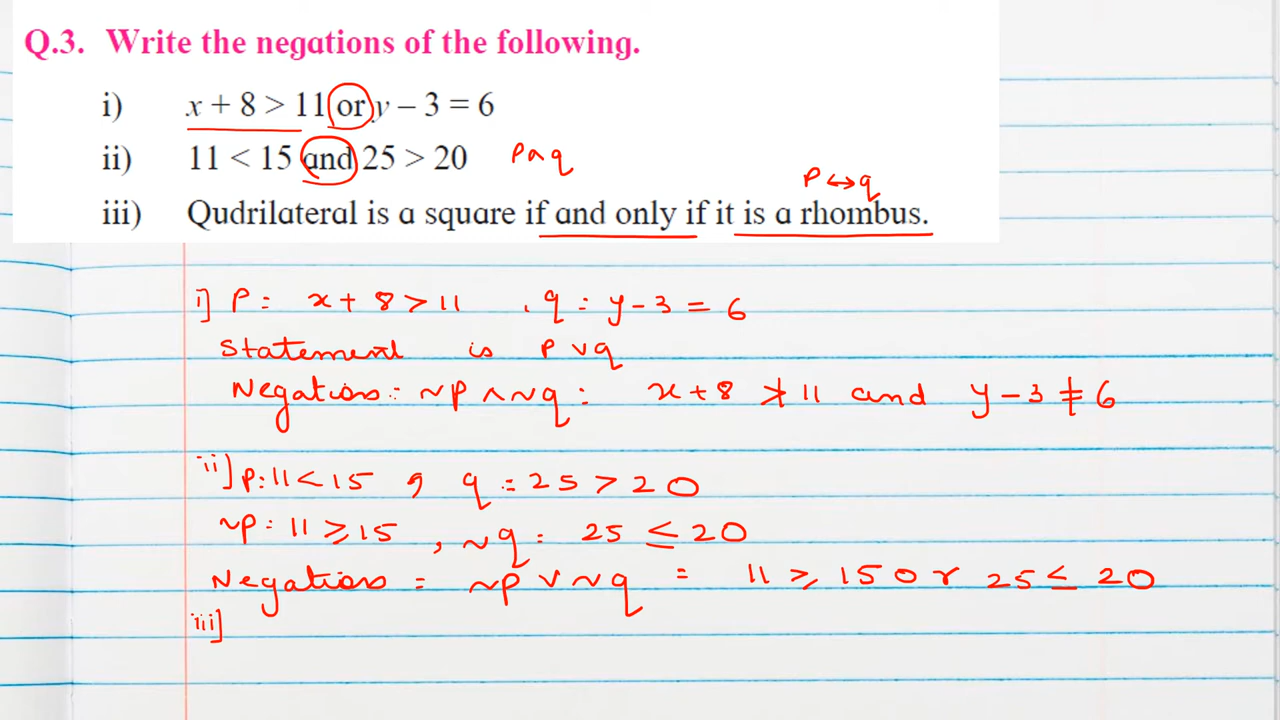 Q.3. Write the negations of the following.
i) x + 8 > 11 or y – 3 = 6
ii) 11 < 15 and 25 > 20 p ∧ q
p ↔ q
iii) Qudrilateral is a square if and only if it is a rhombus.
i] p : x + 8 > 11 , q : y – 3 = 6
Statement is p ∨ q
Negation :- ~p ∧ ~q : x + 8 ≯ 11 and y – 3 ≠ 6
ii] p : 11 < 15 , q : 25 > 20
~p : 11 ≥ 15 , ~q : 25 ≤ 20
Negation = ~p ∨ ~q = 11 ≥ 15 or 25 ≤ 20
iii]